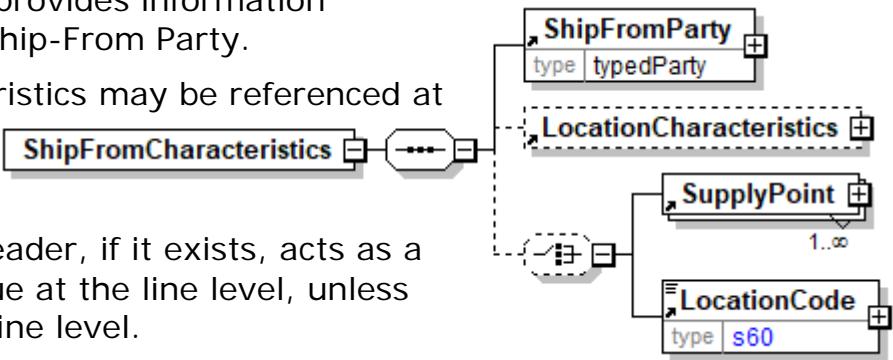 provides information
hip-From Party.
ristics may be referenced at
eader, if it exists, acts as a
ue at the line level, unless
ine level.
ShipFromCharacteristics
ShipFromParty
type typedParty
LocationCharacteristics
SupplyPoint
1..∞
LocationCode
type s60